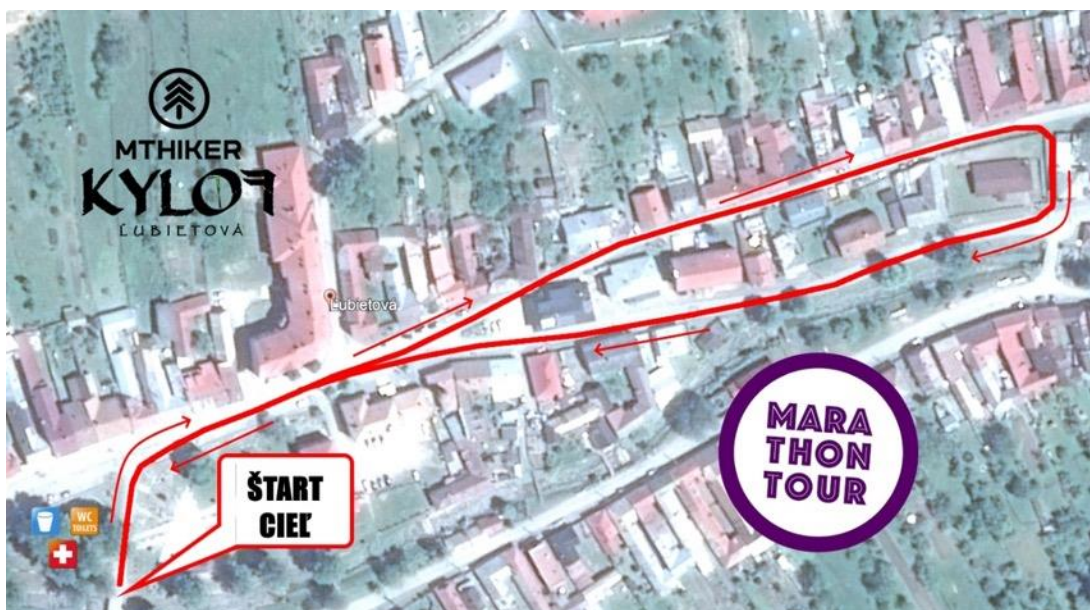 MTHIKER
KYLOF
ĽUBIETOVÁ
Ľubietová
MARA
THON
TOUR
ŠTART
CIEĽ
WC
TOILETS